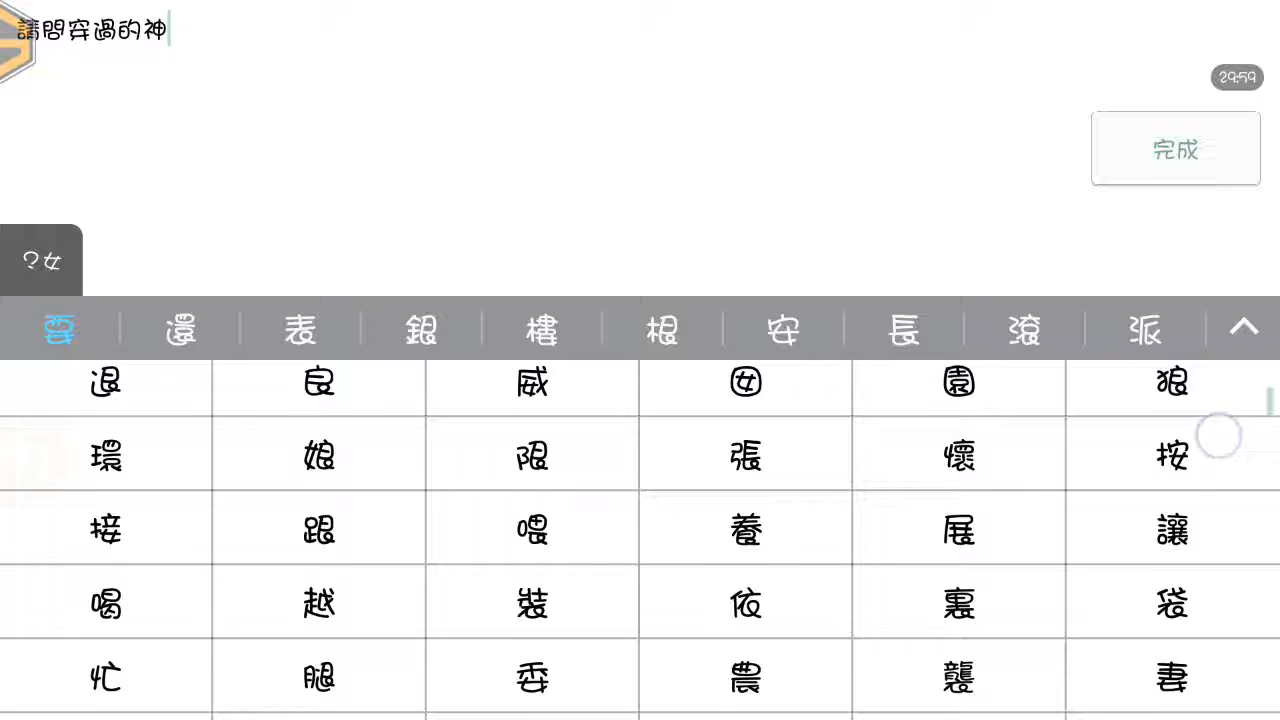 請問穿過的神
29:59
完成
?女
要 還 表 銀 樓 根 安 長 滾 派
退 良 威 囡 園 狼
環 娘 限 張 懷 按
接 跟 喂 養 展 讓
喝 越 裝 依 裏 袋
忙 腿 委 農 襲 妻